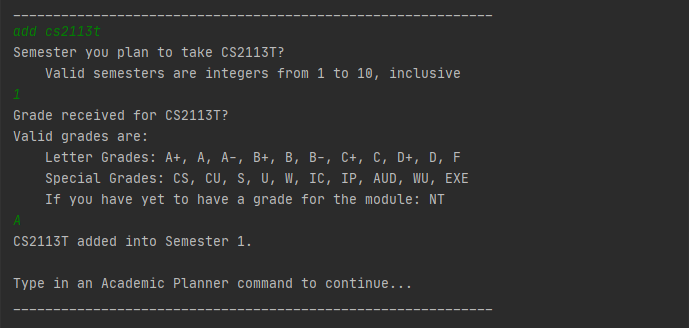 ____________________________________________________________
add cs2113t
Semester you plan to take CS2113T?
    Valid semesters are integers from 1 to 10, inclusive
1
Grade received for CS2113T?
Valid grades are:
    Letter Grades: A+, A, A-, B+, B, B-, C+, C, D+, D, F
    Special Grades: CS, CU, S, U, W, IC, IP, AUD, WU, EXE
    If you have yet to have a grade for the module: NT
A
CS2113T added into Semester 1.
Type in an Academic Planner command to continue...
____________________________________________________________